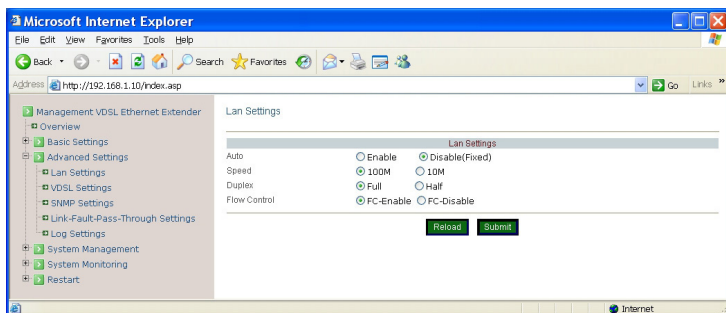 Microsoft Internet Explorer
File Edit View Favorites Tools Help
Back Search Favorites
Address http://192.168.1.10/index.asp Go Links »
Management VDSL Ethernet Extender
Overview
Basic Settings
Advanced Settings
Lan Settings
VDSL Settings
SNMP Settings
Link-Fault-Pass-Through Settings
Log Settings
System Management
System Monitoring
Restart
Lan Settings
Lan Settings
Auto Enable Disable(Fixed)
Speed 100M 10M
Duplex Full Half
Flow Control FC-Enable FC-Disable
Reload Submit
Internet